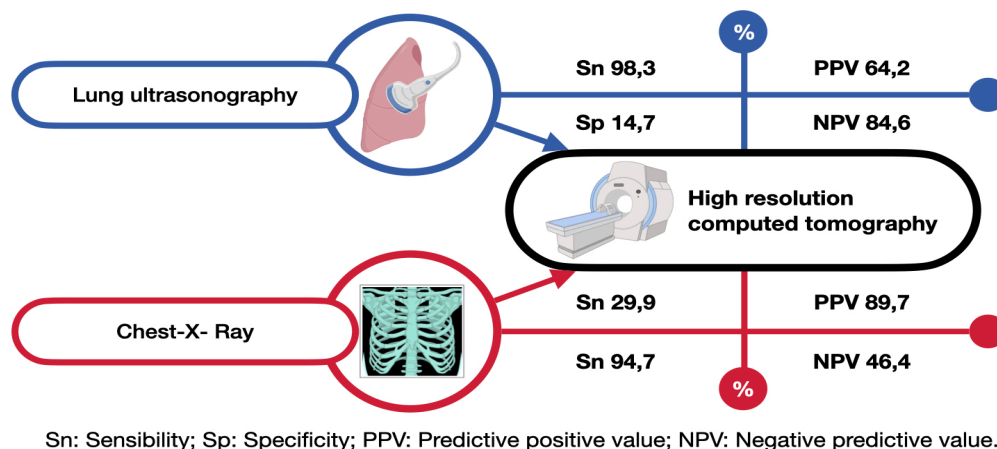 %
Sn 98,3 PPV 64,2
Lung ultrasonography
Sp 14,7 NPV 84,6
High resolution
computed tomography
Sn 29,9 PPV 89,7
Chest-X- Ray
Sn 94,7 NPV 46,4
%
Sn: Sensibility; Sp: Specificity; PPV: Predictive positive value; NPV: Negative predictive value.